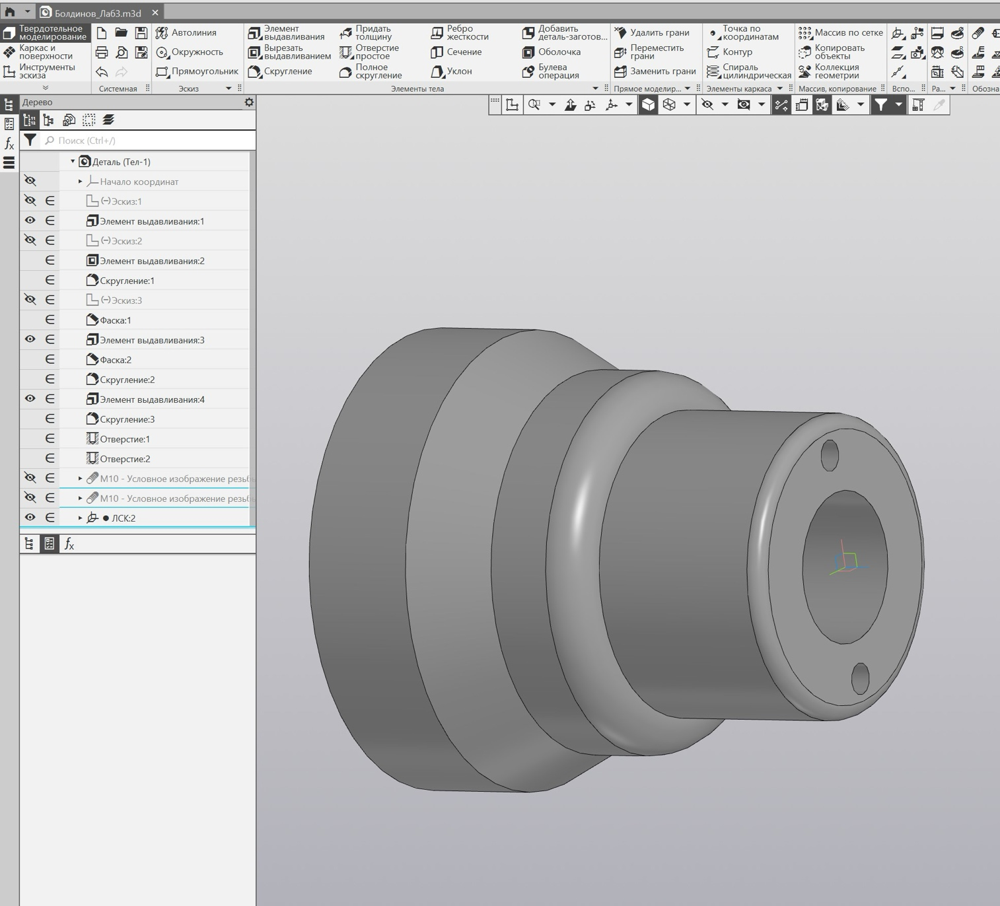 Болдинов_Лаб3.m3d
Твердотельное моделирование
Каркас и поверхности
Инструменты эскиза
Системная
Автолиния
Окружность
Прямоугольник
Эскиз
Элемент выдавливания
Вырезать выдавливанием
Скругление
Придать толщину
Отверстие простое
Полное скругление
Ребро жесткости
Сечение
Уклон
Добавить деталь-заготов...
Оболочка
Булева операция
Элементы тела
Удалить грани
Переместить грани
Заменить грани
Прямое моделир...
Точка по координатам
Контур
Спираль цилиндрическая
Элементы каркаса
Массив по сетке
Копировать объекты
Коллекция геометрии
Массив, копирование
Вспо...
Ра...
Обозна
Дерево
Поиск (Ctrl+/)
Деталь (Тел-1)
Начало координат
(-)Эскиз:1
Элемент выдавливания:1
(-)Эскиз:2
Элемент выдавливания:2
Скругление:1
(-)Эскиз:3
Фаска:1
Элемент выдавливания:3
Фаска:2
Скругление:2
Элемент выдавливания:4
Скругление:3
Отверстие:1
Отверстие:2
М10 - Условное изображение резьб
М10 - Условное изображение резьб
ЛСК:2
fx